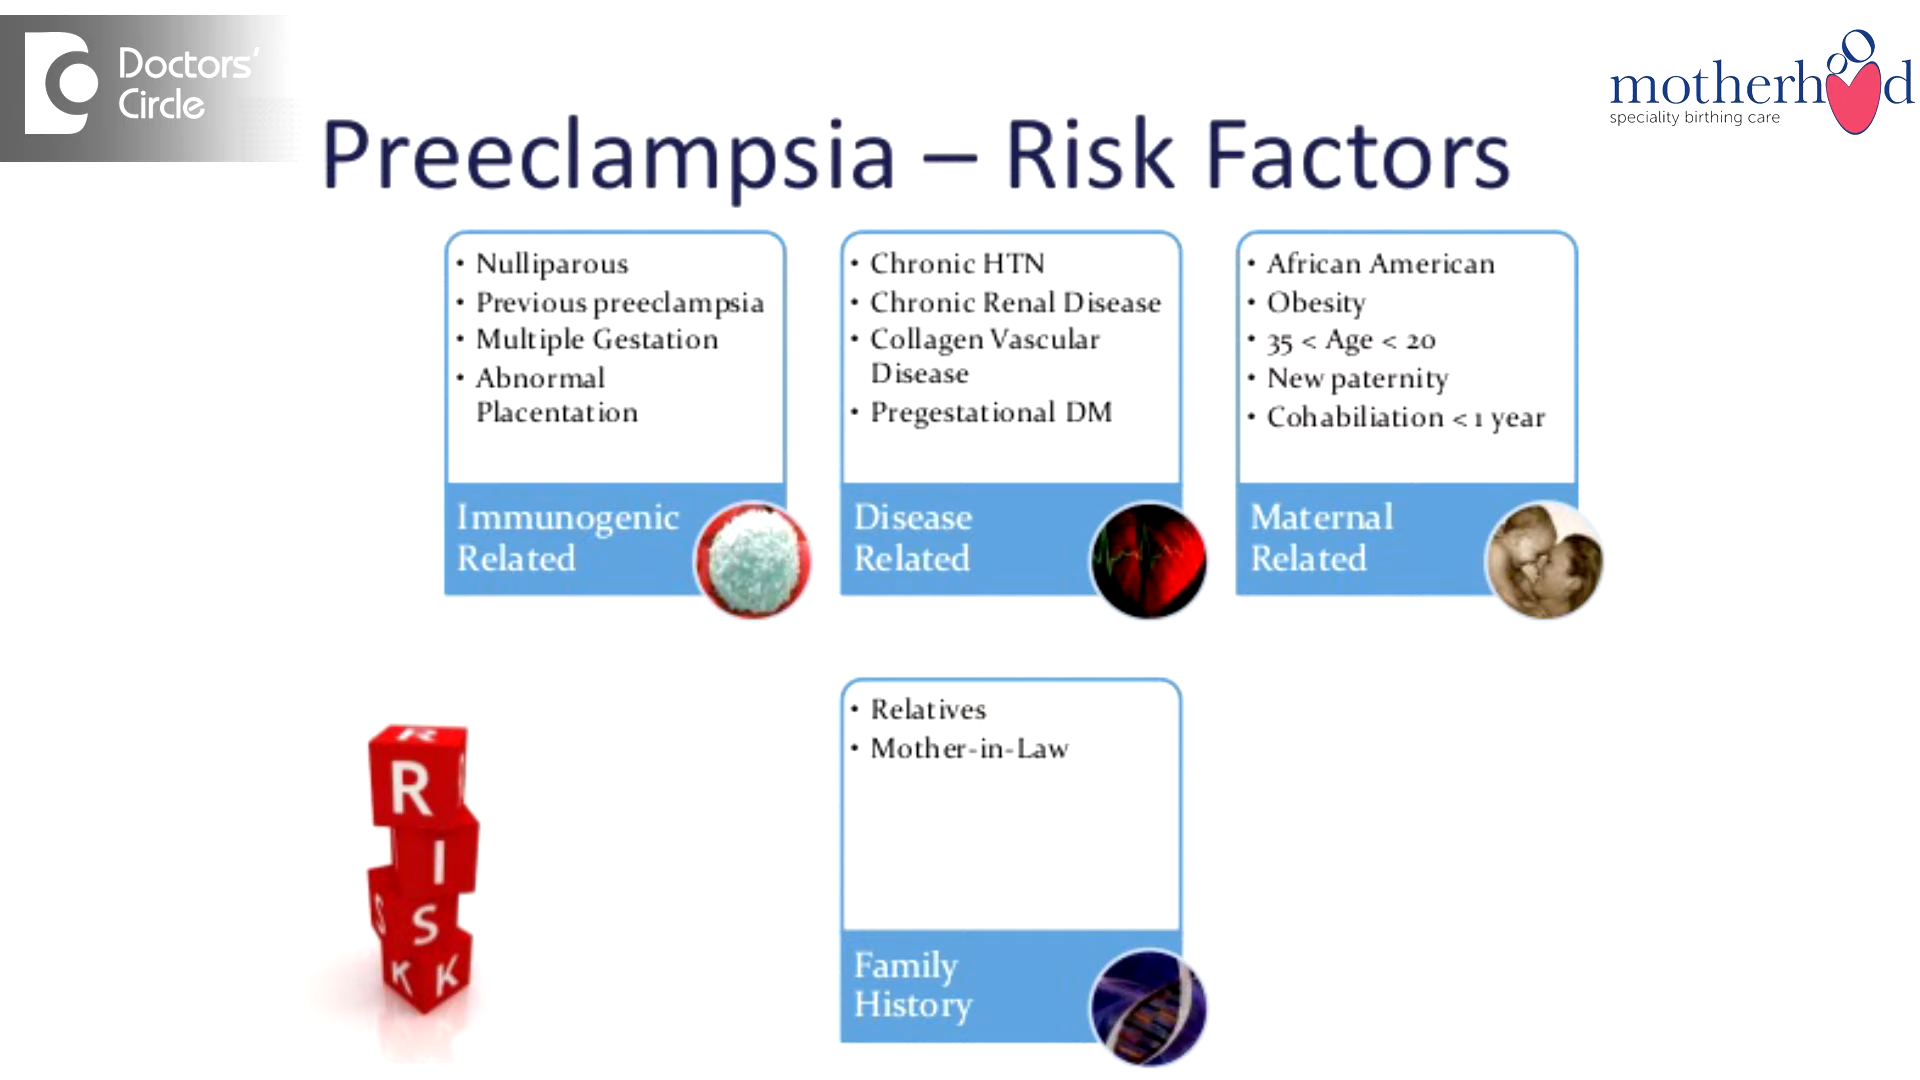 Doctors'
Circle
motherhood
speciality birthing care
Preeclampsia – Risk Factors
• Nulliparous
• Previous preeclampsia
• Multiple Gestation
• Abnormal
Placentation
Immunogenic
Related
• Chronic HTN
• Chronic Renal Disease
• Collagen Vascular
Disease
• Pregestational DM
Disease
Related
• African American
• Obesity
• 35 < Age < 20
• New paternity
• Cohabiliation < 1 year
Maternal
Related
R
R
I
S S
K K
• Relatives
• Mother-in-Law
Family
History